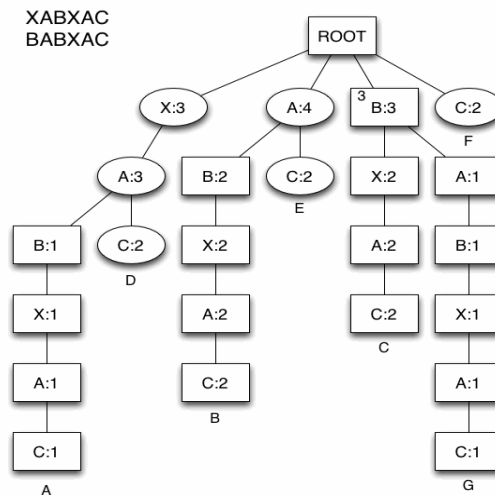 XABXAC
BABXAC
ROOT
X:3 A:4 3 B:3 C:2
F
A:3 B:2 C:2 X:2 A:1
E
B:1 C:2 X:2 A:2 B:1
D
X:1 A:2 C:2 X:1
C
A:1 C:2 A:1
B
C:1 C:1
A G